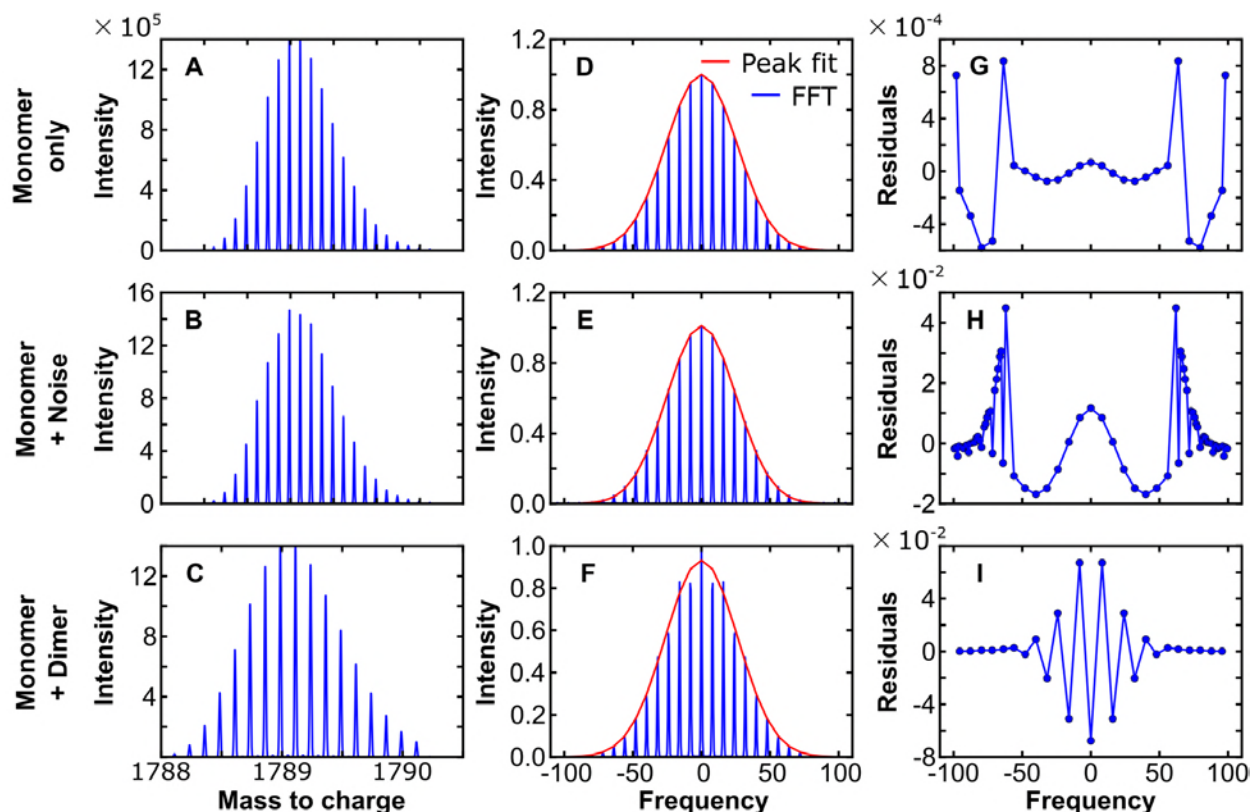 × 10⁵
A
Monomer only
Intensity
12
8
4
0
D
Peak fit
FFT
Intensity
1.2
0.8
0.4
0.0
× 10⁻⁴
G
Residuals
8
4
0
-4
B
Monomer + Noise
Intensity
16
12
8
4
0
E
Intensity
1.2
0.8
0.4
0.0
× 10⁻²
H
Residuals
4
2
0
-2
C
Monomer + Dimer
Intensity
12
8
4
1788 1789 1790
Mass to charge
F
Intensity
1.0
0.8
0.6
0.4
0.2
0.0
-100 -50 0 50 100
Frequency
× 10⁻²
I
Residuals
4
0
-4
-8
-100 -50 0 50 100
Frequency